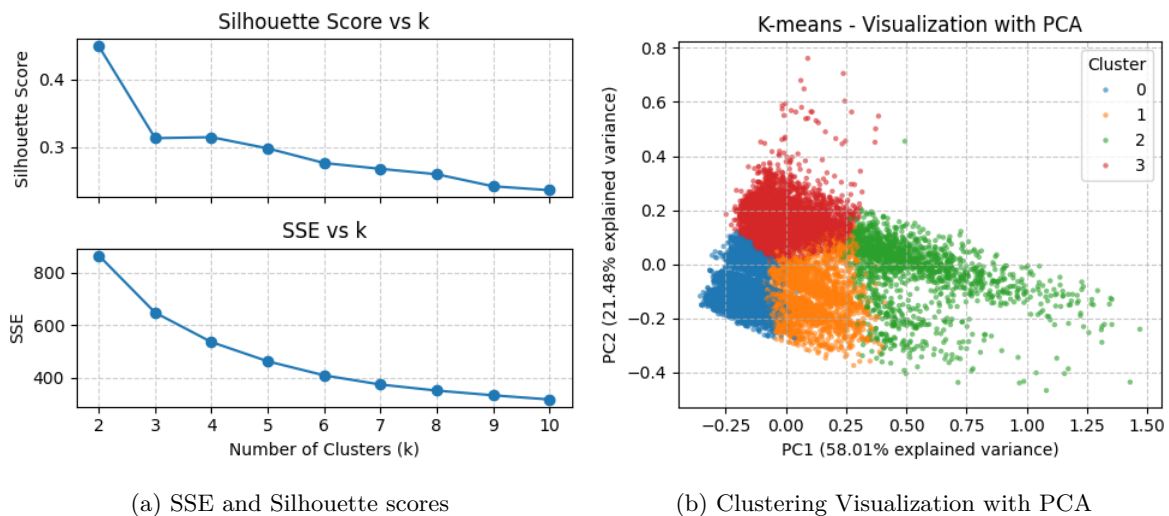 Silhouette Score vs k
Silhouette Score
0.4
0.3
SSE vs k
SSE
800
600
400
2 3 4 5 6 7 8 9 10
Number of Clusters (k)
(a) SSE and Silhouette scores
K-means - Visualization with PCA
PC2 (21.48% explained variance)
0.8
0.6
0.4
0.2
0.0
−0.2
−0.4
Cluster
0
1
2
3
−0.25 0.00 0.25 0.50 0.75 1.00 1.25 1.50
PC1 (58.01% explained variance)
(b) Clustering Visualization with PCA